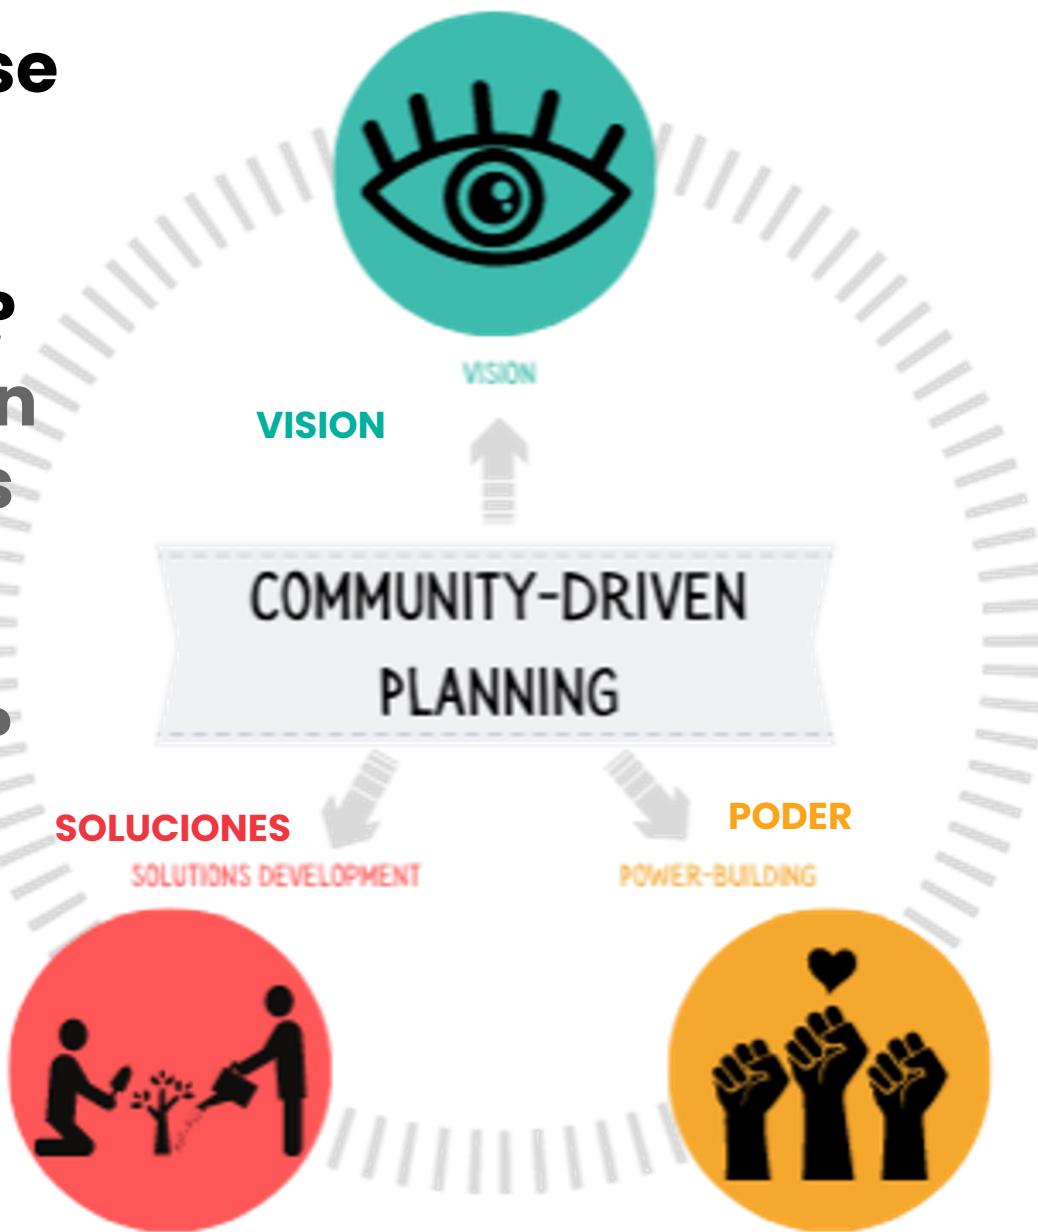 se
?
n
s
VISION
VISION
COMMUNITY-DRIVEN
PLANNING
SOLUCIONES
PODER
SOLUTIONS DEVELOPMENT
POWER-BUILDING